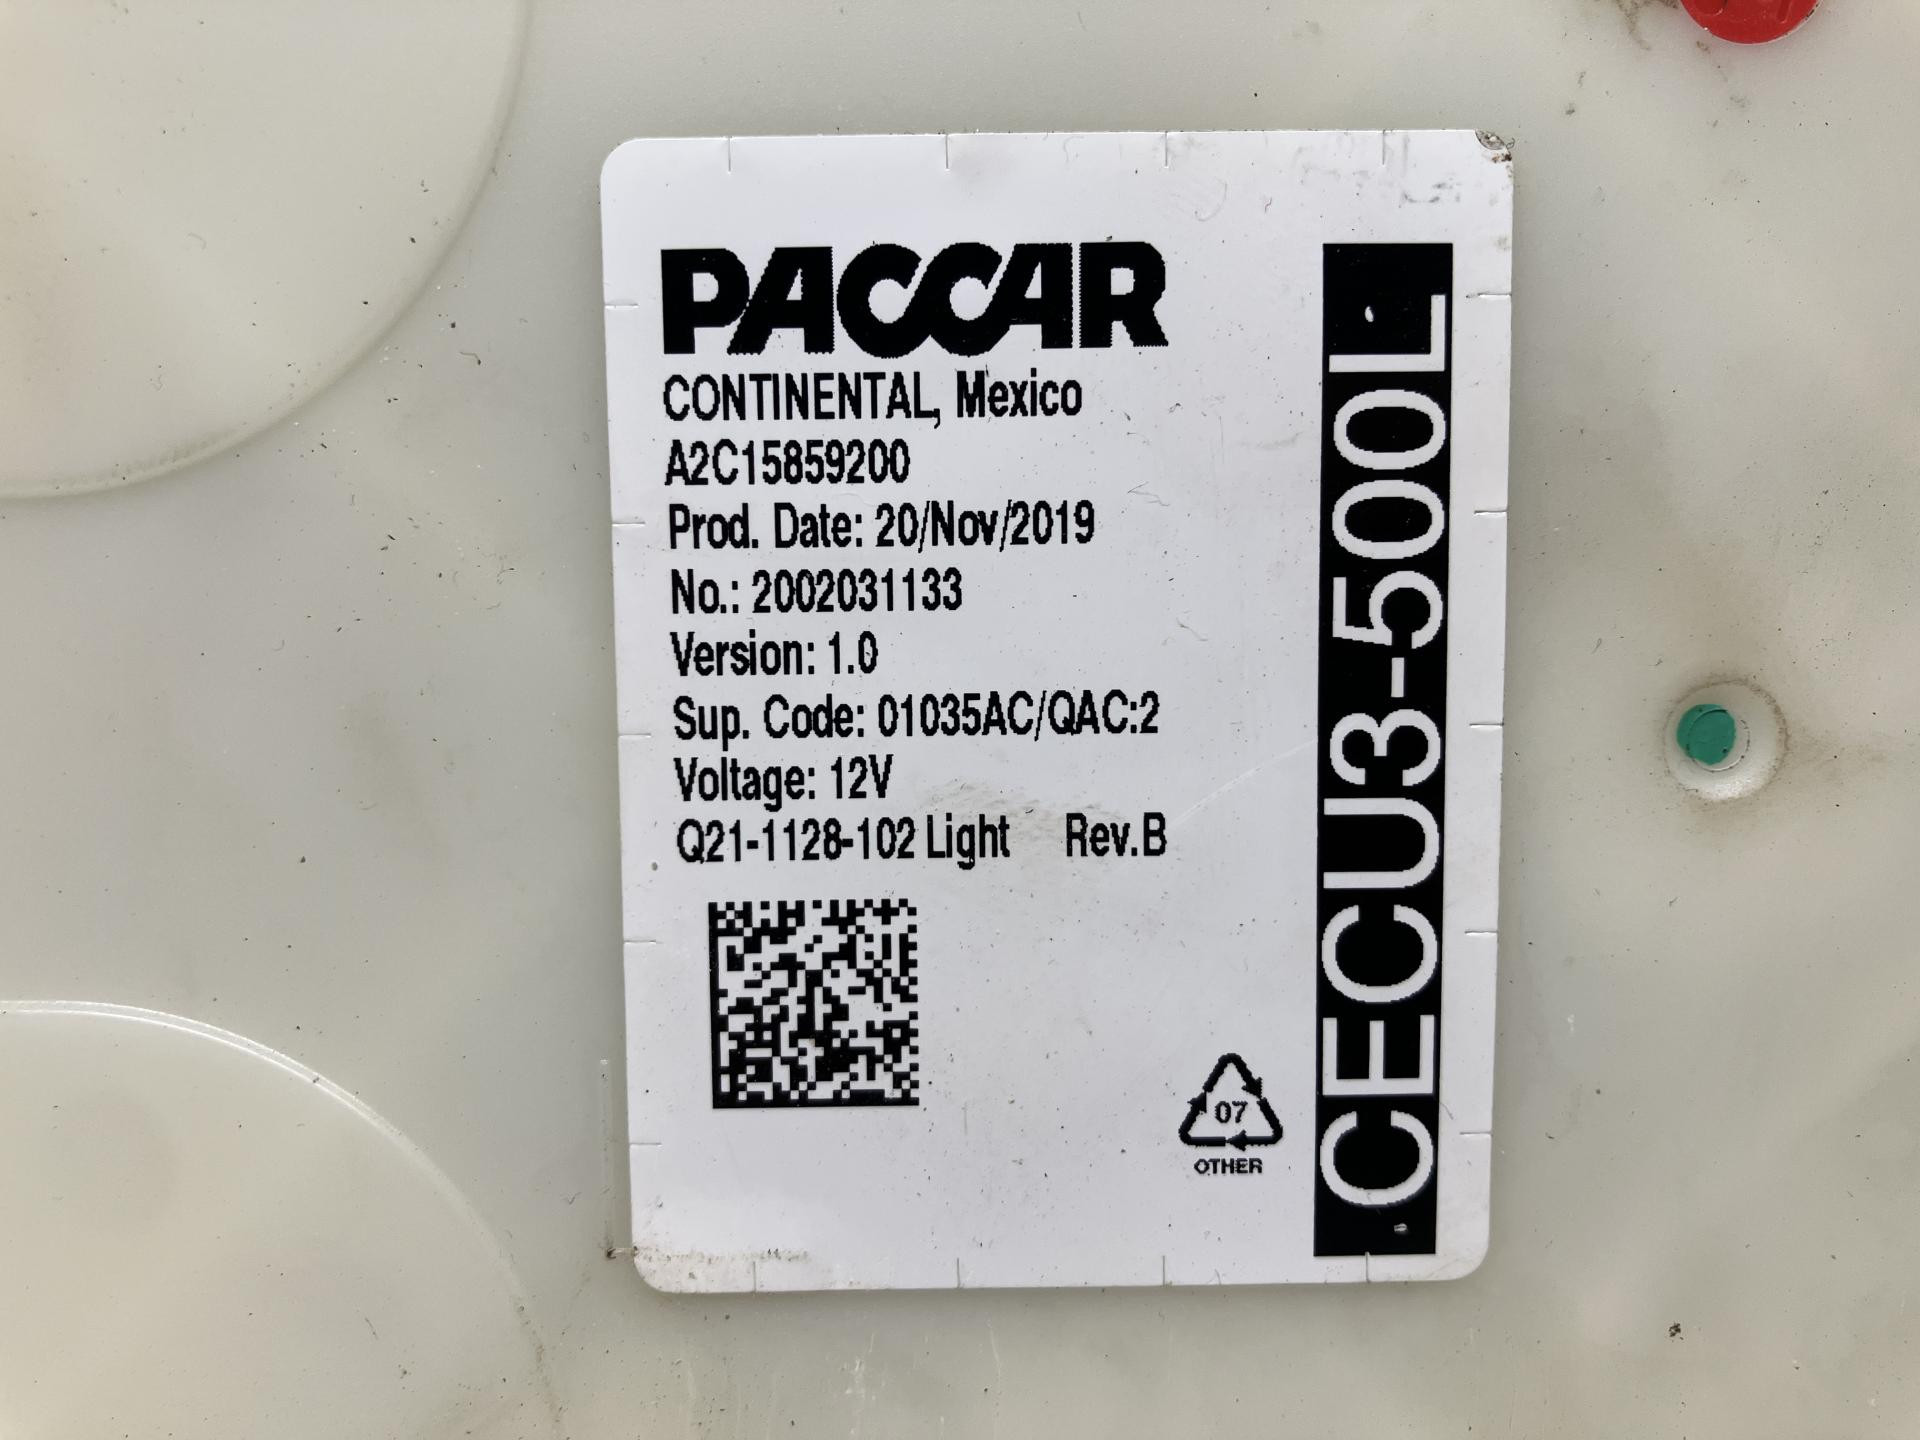 PACCAR
CONTINENTAL, Mexico
A2C15859200
Prod. Date: 20/Nov/2019
No.: 2002031133
Version: 1.0
Sup. Code: 01035AC/QAC:2
Voltage: 12V
Q21-1128-102 Light Rev.B
07
OTHER
CECU3-500L